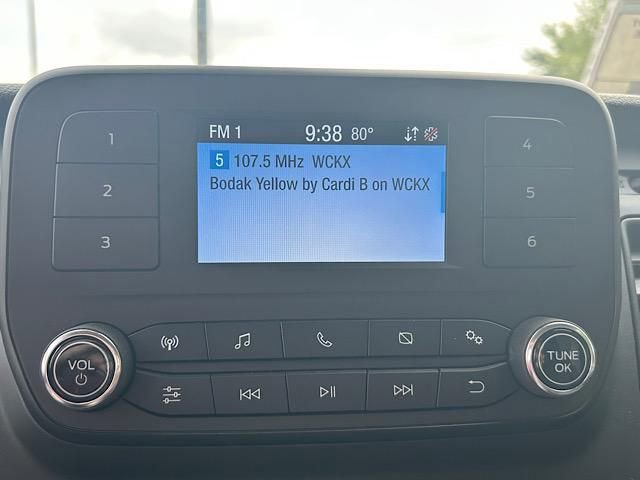 FM 1 9:38 80°
5 107.5 MHz WCKX
Bodak Yellow by Cardi B on WCKX
1
2
3
4
5
6
VOL
TUNE
OK